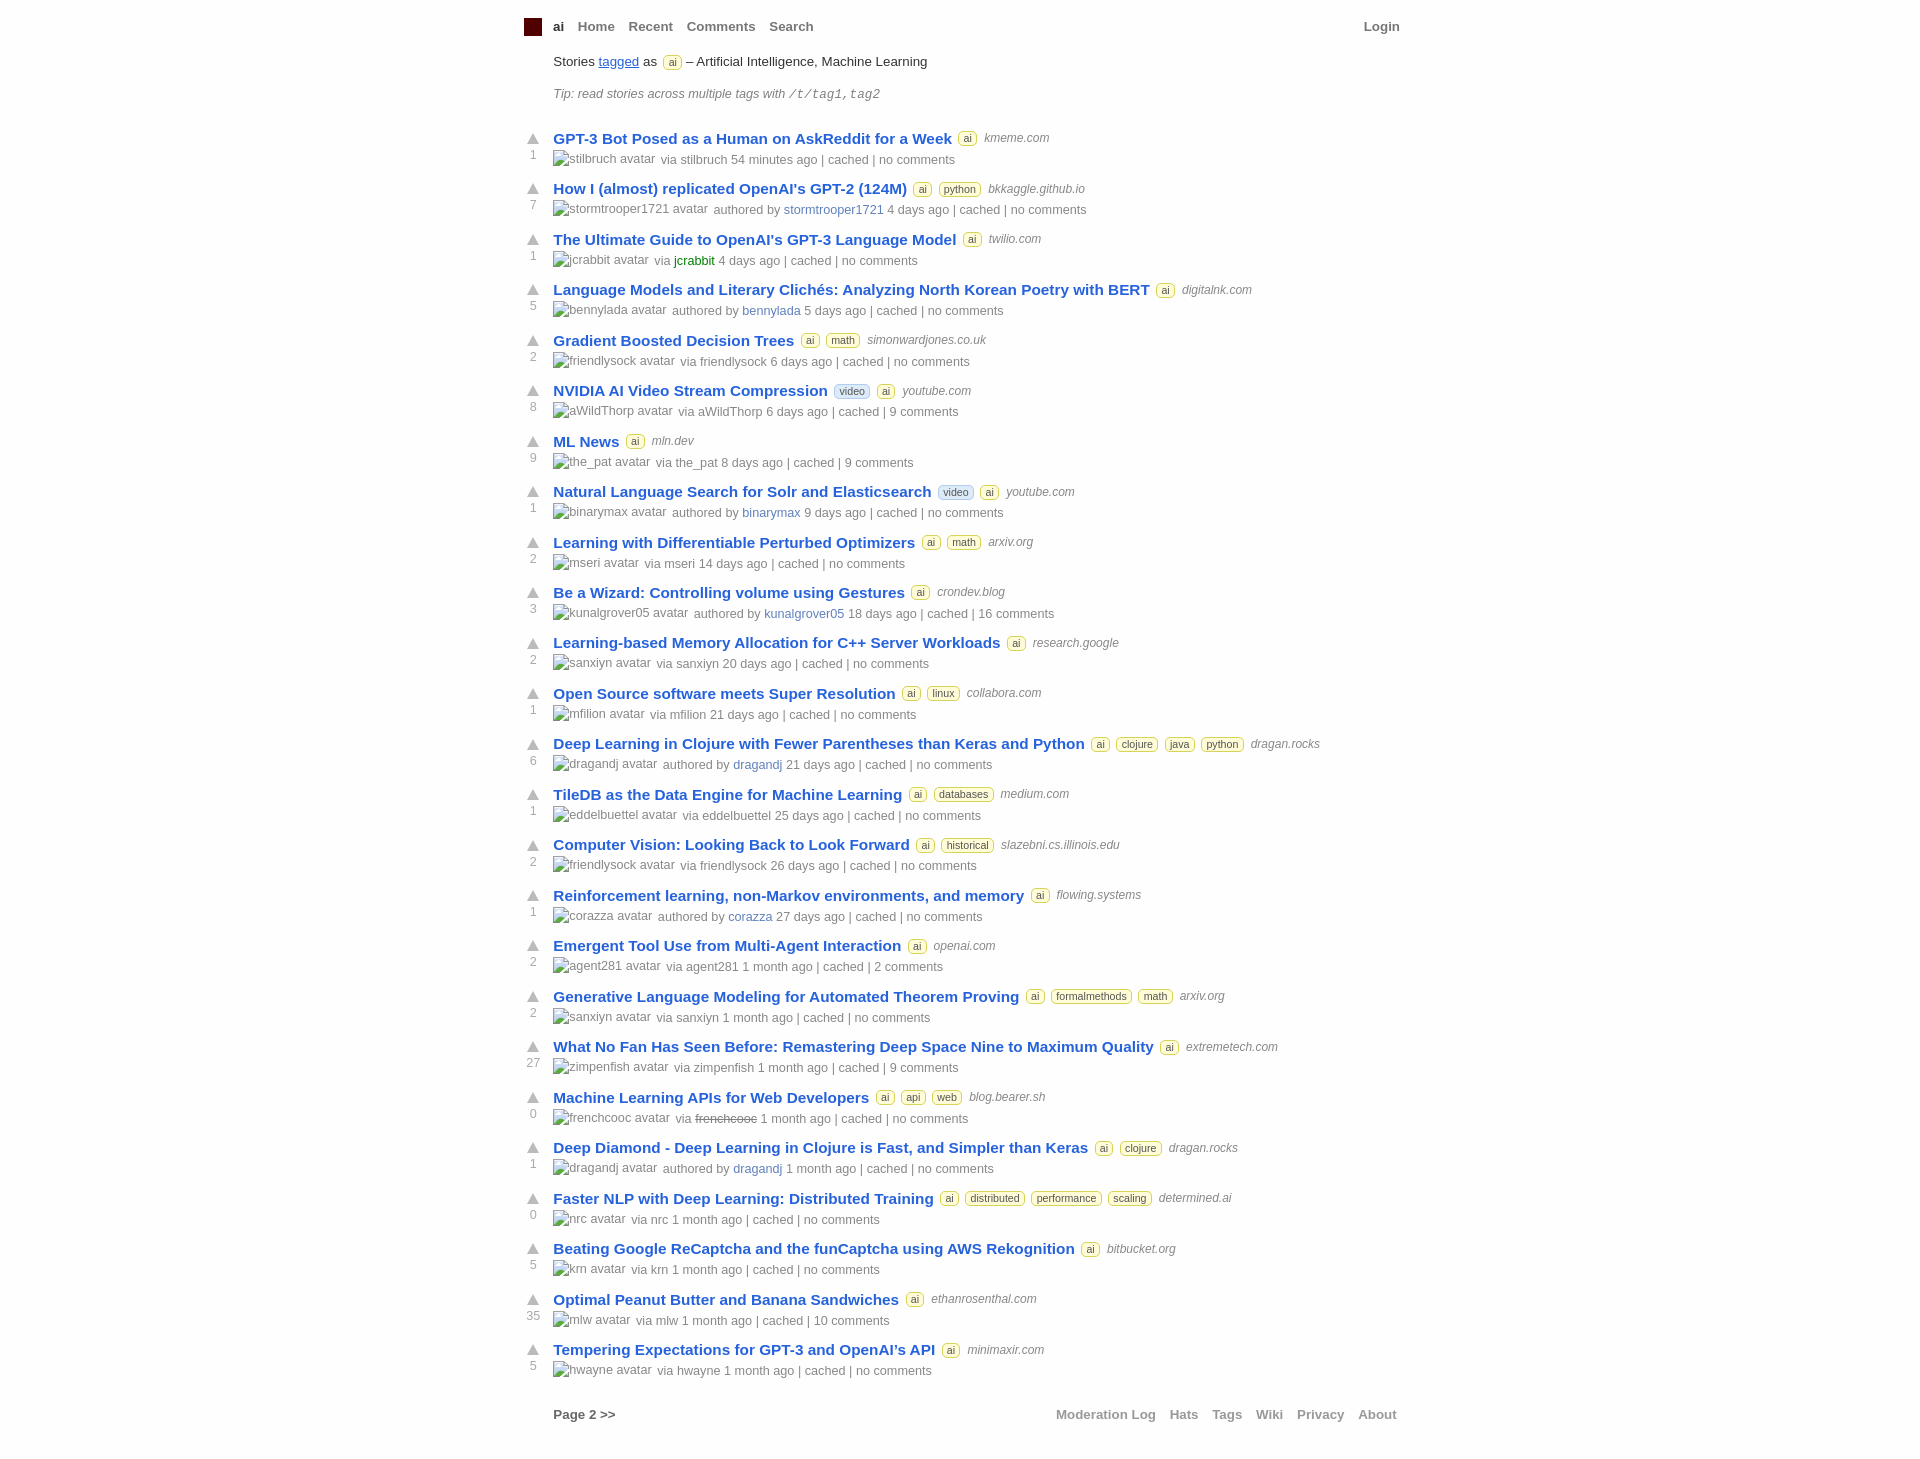 ai Home Recent Comments Search Login
Stories tagged as ai – Artificial Intelligence, Machine Learning
Tip: read stories across multiple tags with /t/tag1,tag2
GPT-3 Bot Posed as a Human on AskReddit for a Week ai kmeme.com
1 stilbruch avatar via stilbruch 54 minutes ago | cached | no comments
How I (almost) replicated OpenAI's GPT-2 (124M) ai python bkkaggle.github.io
7 stormtrooper1721 avatar authored by stormtrooper1721 4 days ago | cached | no comments
The Ultimate Guide to OpenAI's GPT-3 Language Model ai twilio.com
1 jcrabbit avatar via jcrabbit 4 days ago | cached | no comments
Language Models and Literary Clichés: Analyzing North Korean Poetry with BERT ai digitalnk.com
5 bennylada avatar authored by bennylada 5 days ago | cached | no comments
Gradient Boosted Decision Trees ai math simonwardjones.co.uk
2 friendlysock avatar via friendlysock 6 days ago | cached | no comments
NVIDIA AI Video Stream Compression video ai youtube.com
8 aWildThorp avatar via aWildThorp 6 days ago | cached | 9 comments
ML News ai mln.dev
9 the_pat avatar via the_pat 8 days ago | cached | 9 comments
Natural Language Search for Solr and Elasticsearch video ai youtube.com
1 binarymax avatar authored by binarymax 9 days ago | cached | no comments
Learning with Differentiable Perturbed Optimizers ai math arxiv.org
2 mseri avatar via mseri 14 days ago | cached | no comments
Be a Wizard: Controlling volume using Gestures ai crondev.blog
3 kunalgrover05 avatar authored by kunalgrover05 18 days ago | cached | 16 comments
Learning-based Memory Allocation for C++ Server Workloads ai research.google
2 sanxiyn avatar via sanxiyn 20 days ago | cached | no comments
Open Source software meets Super Resolution ai linux collabora.com
1 mfilion avatar via mfilion 21 days ago | cached | no comments
Deep Learning in Clojure with Fewer Parentheses than Keras and Python ai clojure java python dragan.rocks
6 dragandj avatar authored by dragandj 21 days ago | cached | no comments
TileDB as the Data Engine for Machine Learning ai databases medium.com
1 eddelbuettel avatar via eddelbuettel 25 days ago | cached | no comments
Computer Vision: Looking Back to Look Forward ai historical slazebni.cs.illinois.edu
2 friendlysock avatar via friendlysock 26 days ago | cached | no comments
Reinforcement learning, non-Markov environments, and memory ai flowing.systems
1 corazza avatar authored by corazza 27 days ago | cached | no comments
Emergent Tool Use from Multi-Agent Interaction ai openai.com
2 agent281 avatar via agent281 1 month ago | cached | 2 comments
Generative Language Modeling for Automated Theorem Proving ai formalmethods math arxiv.org
2 sanxiyn avatar via sanxiyn 1 month ago | cached | no comments
What No Fan Has Seen Before: Remastering Deep Space Nine to Maximum Quality ai extremetech.com
27 zimpenfish avatar via zimpenfish 1 month ago | cached | 9 comments
Machine Learning APIs for Web Developers ai api web blog.bearer.sh
0 frenchcooc avatar via frenchcooc 1 month ago | cached | no comments
Deep Diamond - Deep Learning in Clojure is Fast, and Simpler than Keras ai clojure dragan.rocks
1 dragandj avatar authored by dragandj 1 month ago | cached | no comments
Faster NLP with Deep Learning: Distributed Training ai distributed performance scaling determined.ai
0 nrc avatar via nrc 1 month ago | cached | no comments
Beating Google ReCaptcha and the funCaptcha using AWS Rekognition ai bitbucket.org
5 krn avatar via krn 1 month ago | cached | no comments
Optimal Peanut Butter and Banana Sandwiches ai ethanrosenthal.com
35 mlw avatar via mlw 1 month ago | cached | 10 comments
Tempering Expectations for GPT-3 and OpenAI’s API ai minimaxir.com
5 hwayne avatar via hwayne 1 month ago | cached | no comments
Page 2 >> Moderation Log Hats Tags Wiki Privacy About